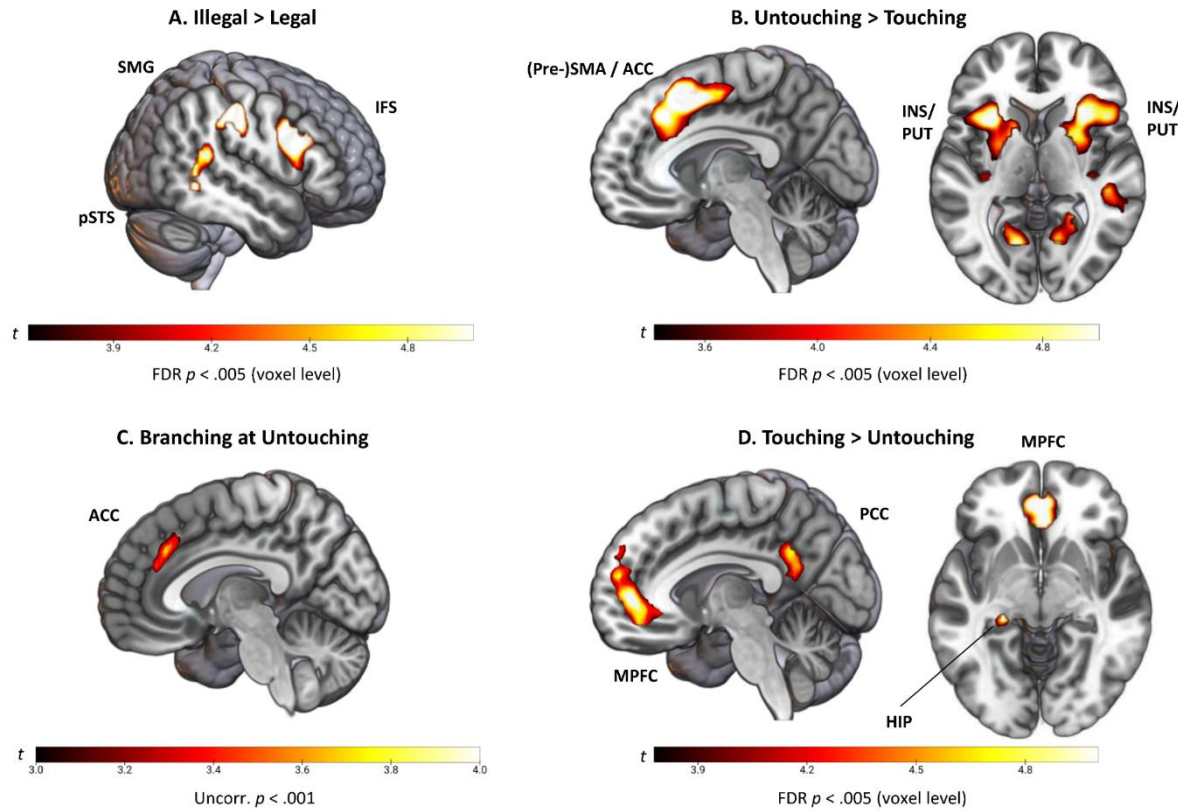 A. Illegal > Legal
SMG
IFS
pSTS
t
3.9 4.2 4.5 4.8
FDR p < .005 (voxel level)
B. Untouching > Touching
(Pre-)SMA / ACC
INS/
PUT
INS/
PUT
t
3.6 4.0 4.4 4.8
FDR p < .005 (voxel level)
C. Branching at Untouching
ACC
t
3.0 3.2 3.4 3.6 3.8 4.0
Uncorr. p < .001
D. Touching > Untouching
MPFC
PCC
MPFC
HIP
t
3.9 4.2 4.5 4.8
FDR p < .005 (voxel level)